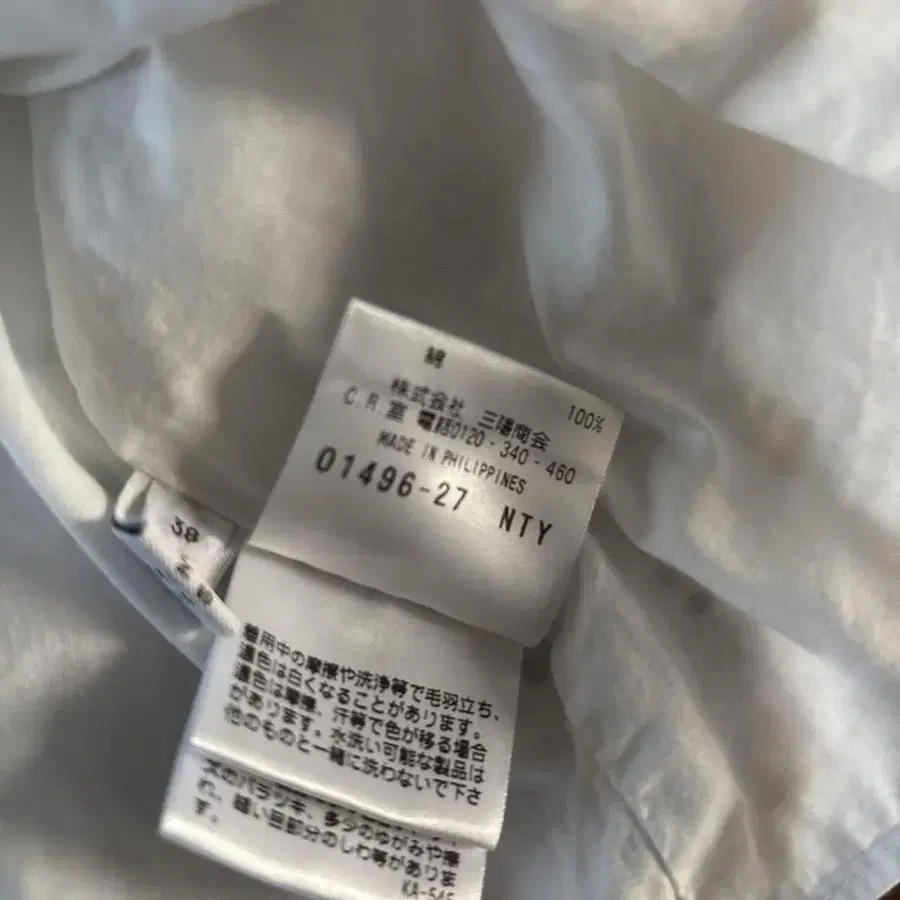 綿 100%
株式会社 三陽商会
C.R.室 電話0120-340-460
MADE IN PHILIPPINES
01496-27 NTY
38
着用中の摩擦や洗浄等で毛羽立ち、
濃色は白くなることがあります。
濃色は摩擦、汗等で色が移る場合
があります。水洗い可能な製品は
他のものと一緒に洗わないで下さ
ズのバラツキ、多少のゆがみや擦
れ、縫い目部分のしわ等がありま
す。